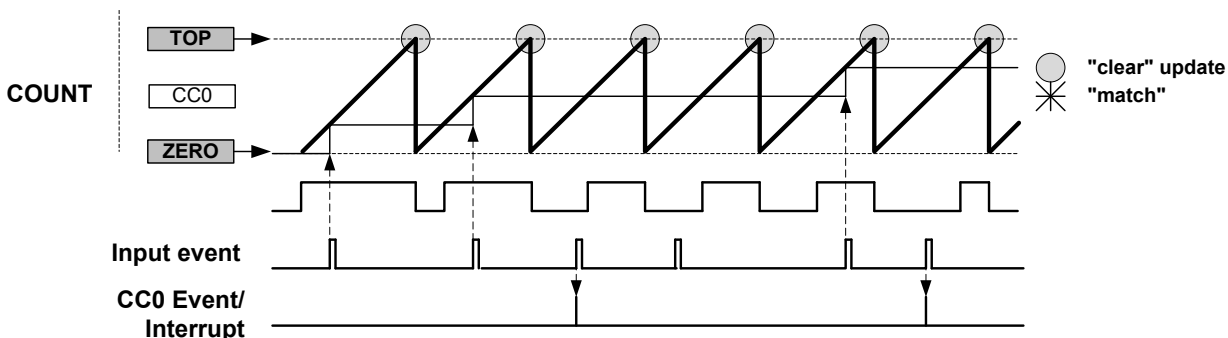 TOP
COUNT
CC0
ZERO
"clear" update
"match"
Input event
CC0 Event/
Interrupt